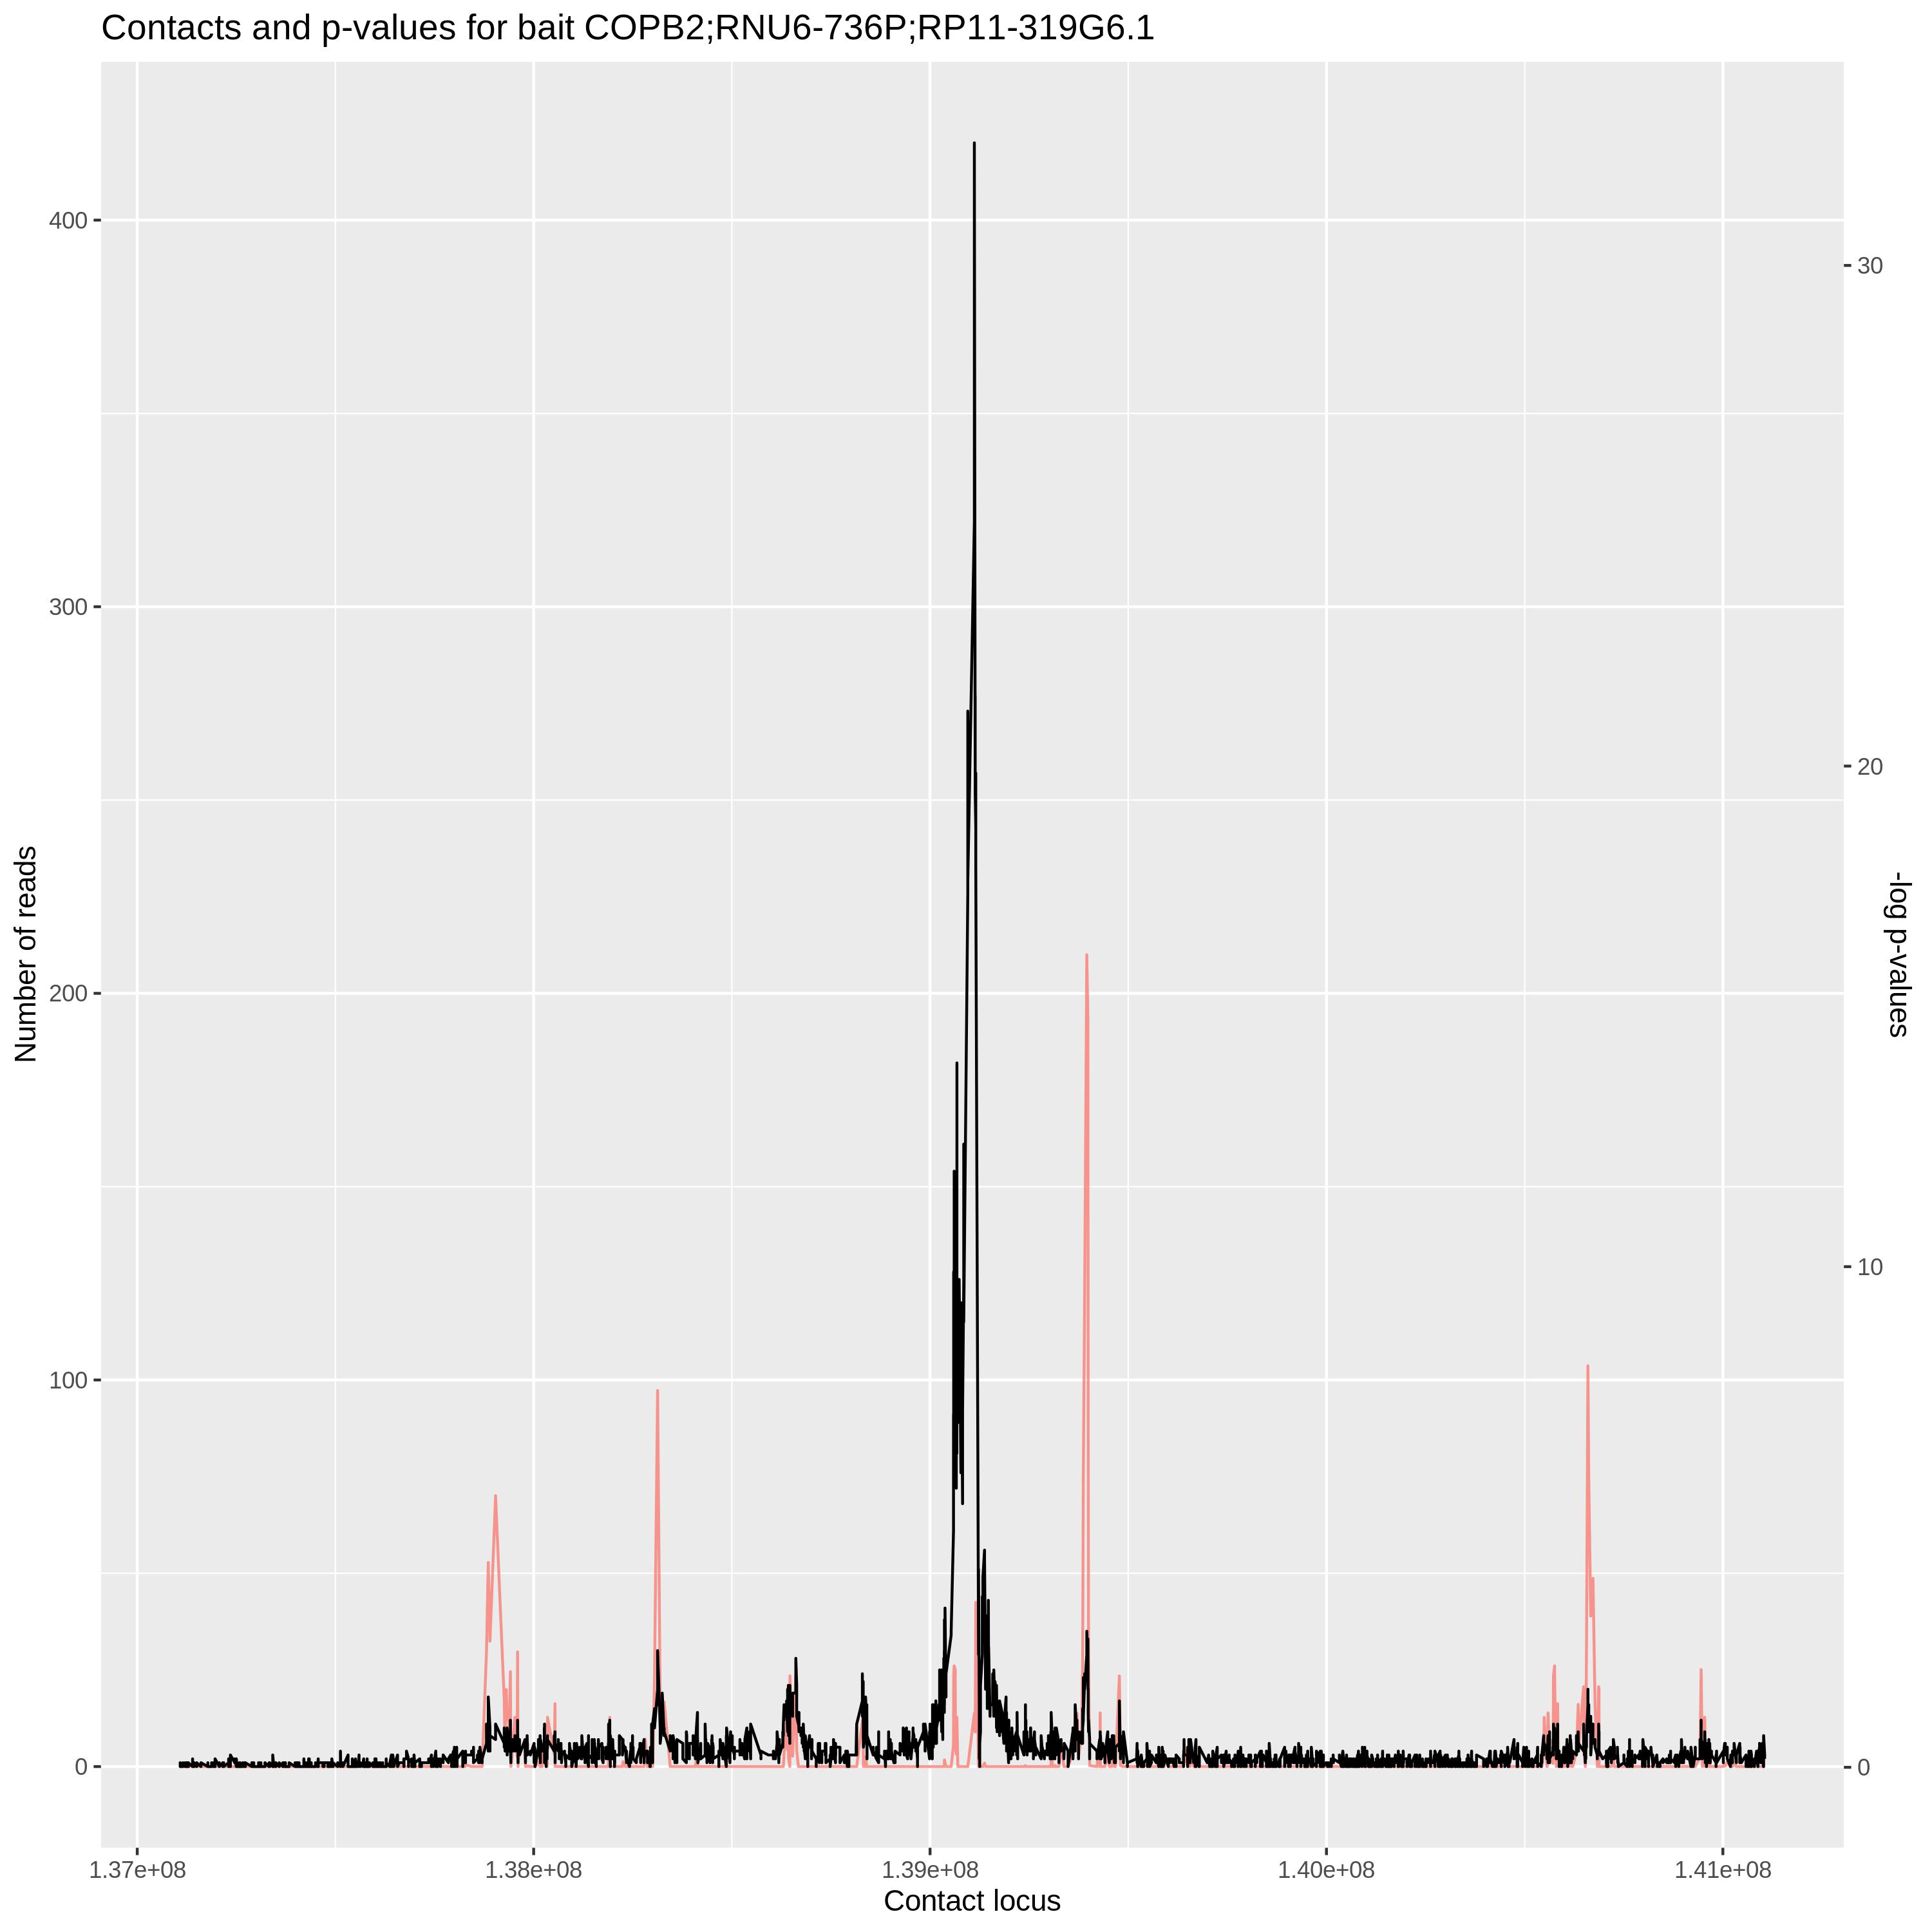 Contacts and p-values for bait COPB2;RNU6-736P;RP11-319G6.1
400
300
200
100
0
Number of reads
30
20
10
0
-log p-values
1.37e+08
1.38e+08
1.39e+08
1.40e+08
1.41e+08
Contact locus